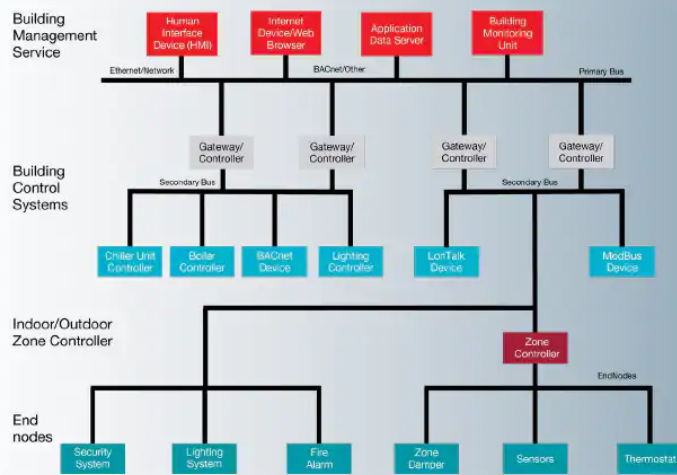 Building
Management
Service
Human
Interface
Device (HMI)
Internet
Device/Web
Browser
Application
Data Server
Building
Monitoring
Unit
Ethernet/Network
BACnet/Other
Primary Bus
Building
Control
Systems
Gateway/
Controller
Gateway/
Controller
Gateway/
Controller
Gateway/
Controller
Secondary Bus
Secondary Bus
Chiller Unit
Controller
Boiler
Controller
BACnet
Device
Lighting
Controller
LonTalk
Device
ModBus
Device
Indoor/Outdoor
Zone Controller
Zone
Controller
EndNodes
End
nodes
Security
System
Lighting
System
Fire
Alarm
Zone
Damper
Sensors
Thermostat